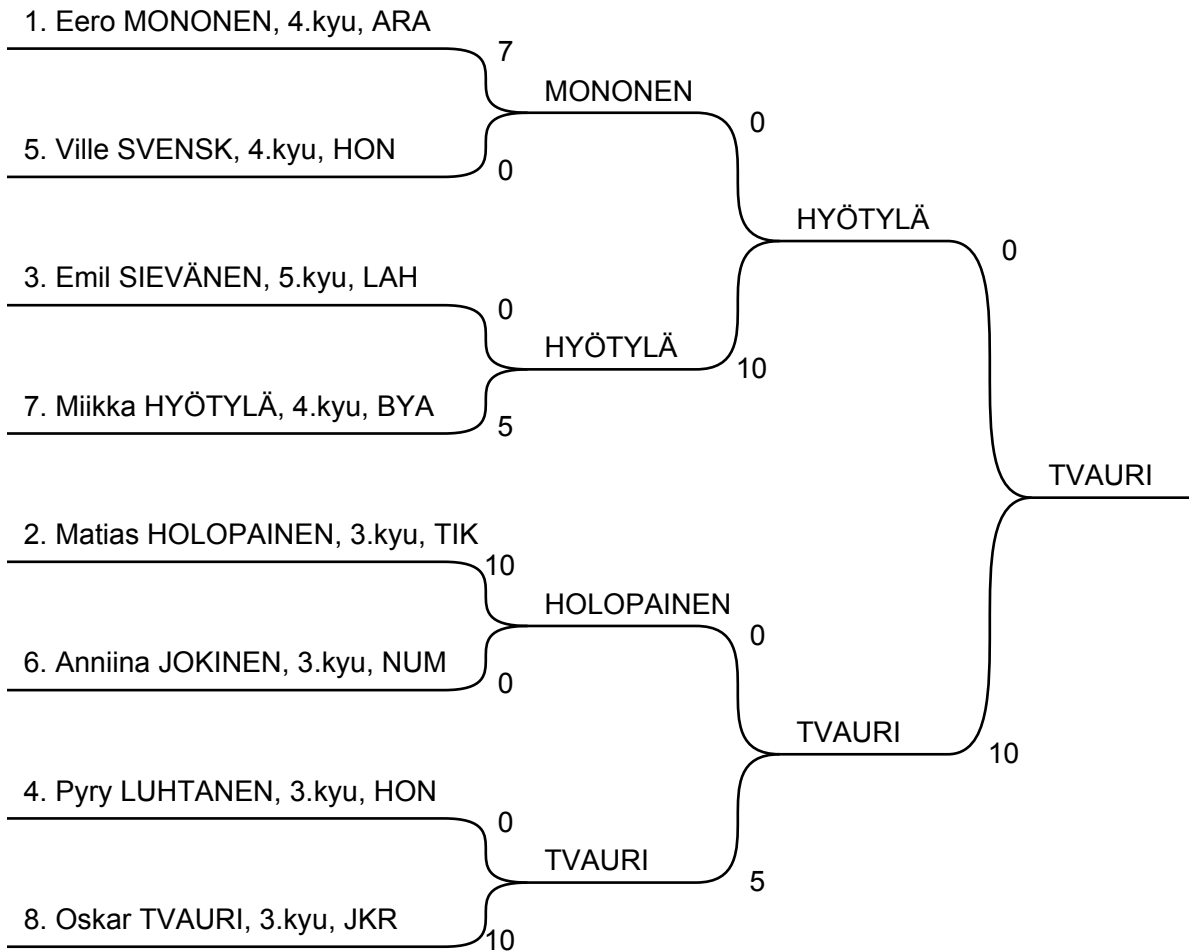 1. Eero MONONEN, 4.kyu, ARA
7
MONONEN
0
5. Ville SVENSK, 4.kyu, HON
0
HYÖTYLÄ
0
3. Emil SIEVÄNEN, 5.kyu, LAH
0
HYÖTYLÄ
10
7. Miikka HYÖTYLÄ, 4.kyu, BYA
5
TVAURI
2. Matias HOLOPAINEN, 3.kyu, TIK
10
HOLOPAINEN
0
6. Anniina JOKINEN, 3.kyu, NUM
0
TVAURI
10
4. Pyry LUHTANEN, 3.kyu, HON
0
TVAURI
5
8. Oskar TVAURI, 3.kyu, JKR
10